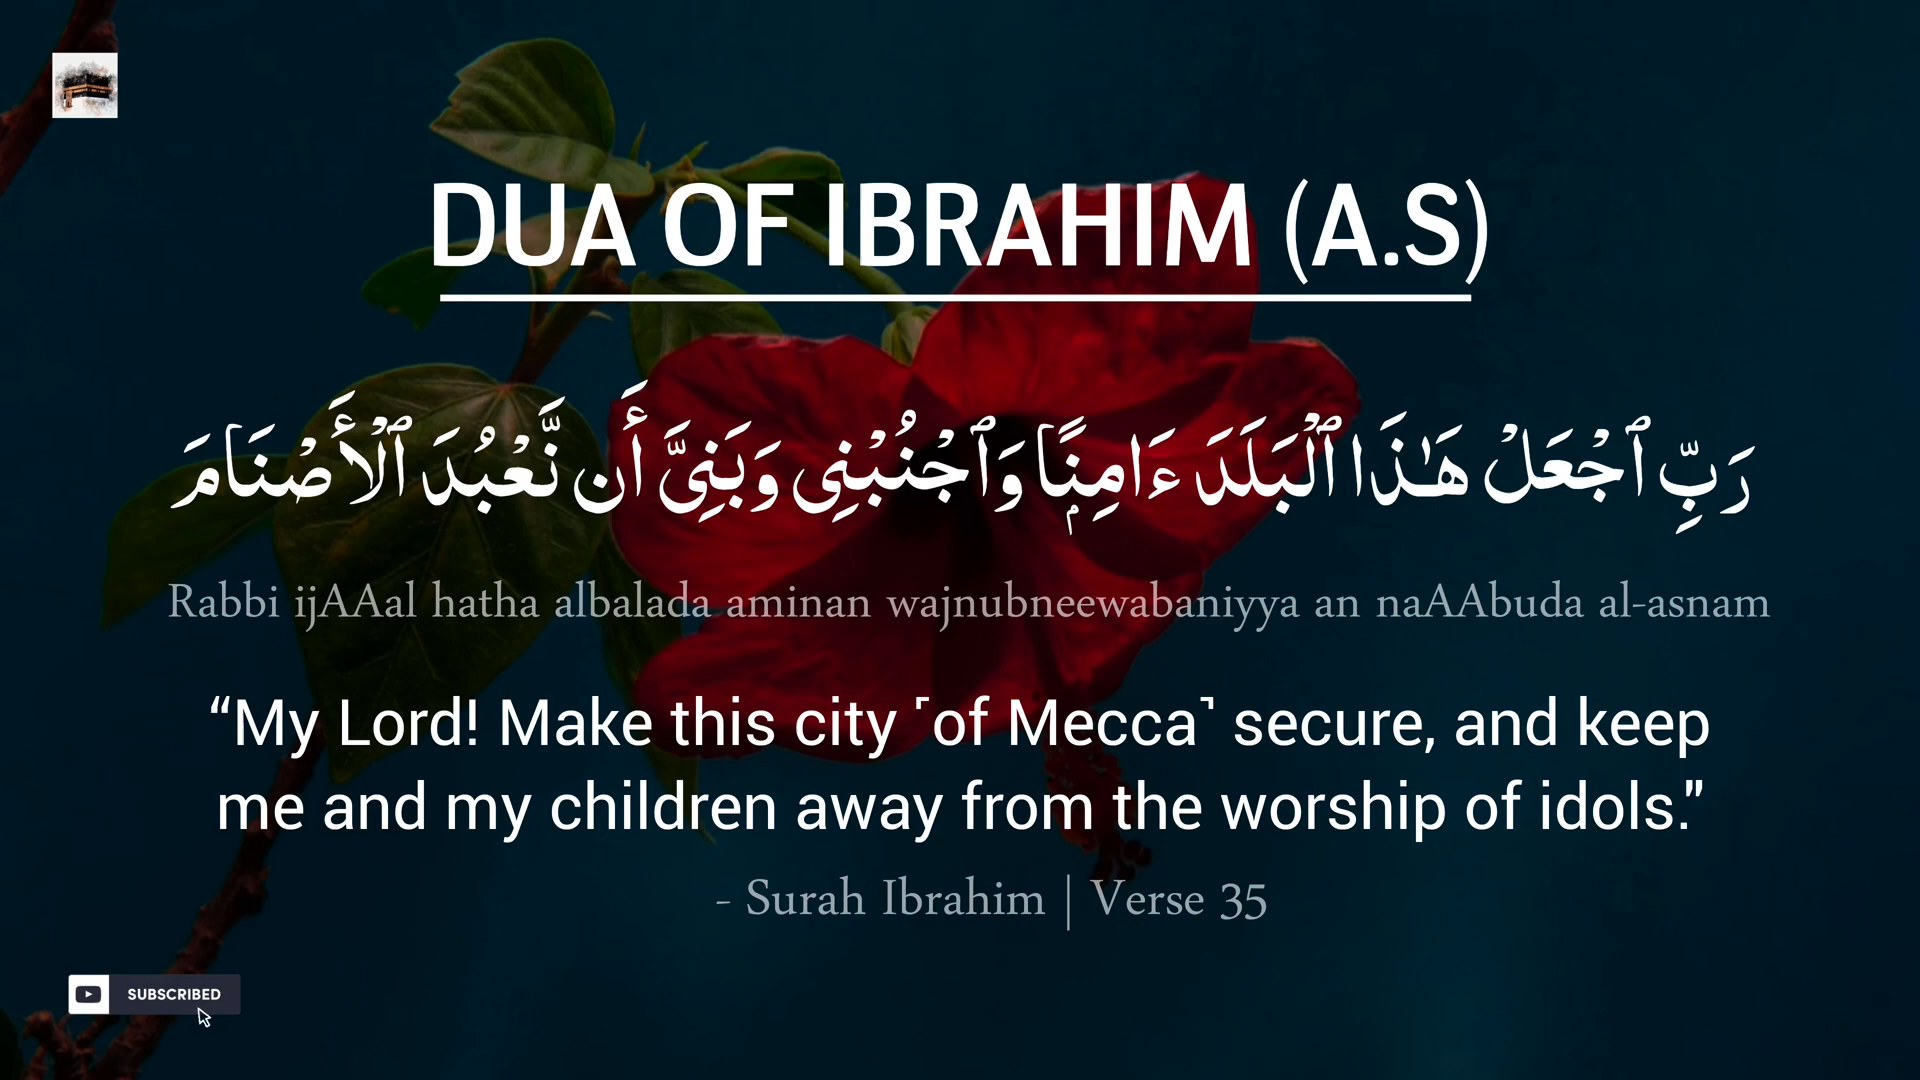 DUA OF IBRAHIM (A.S)
رَبِّ ٱجْعَلْ هَـٰذَا ٱلْبَلَدَ ءَامِنًۭا وَٱجْنُبْنِى وَبَنِىَّ أَن نَّعْبُدَ ٱلْأَصْنَامَ
Rabbi ijAAal hatha albalada aminan wajnubneewabaniyya an naAAbuda al-asnam
“My Lord! Make this city ˹of Mecca˺ secure, and keep
me and my children away from the worship of idols.”
- Surah Ibrahim | Verse 35
SUBSCRIBED